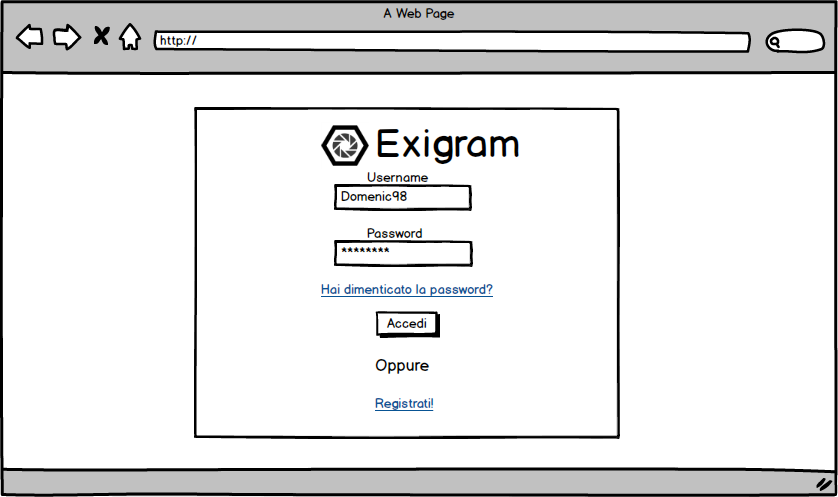 A Web Page
http://
Exigram
Username
Domenic98
Password
********
Hai dimenticato la password?
Accedi
Oppure
Registrati!